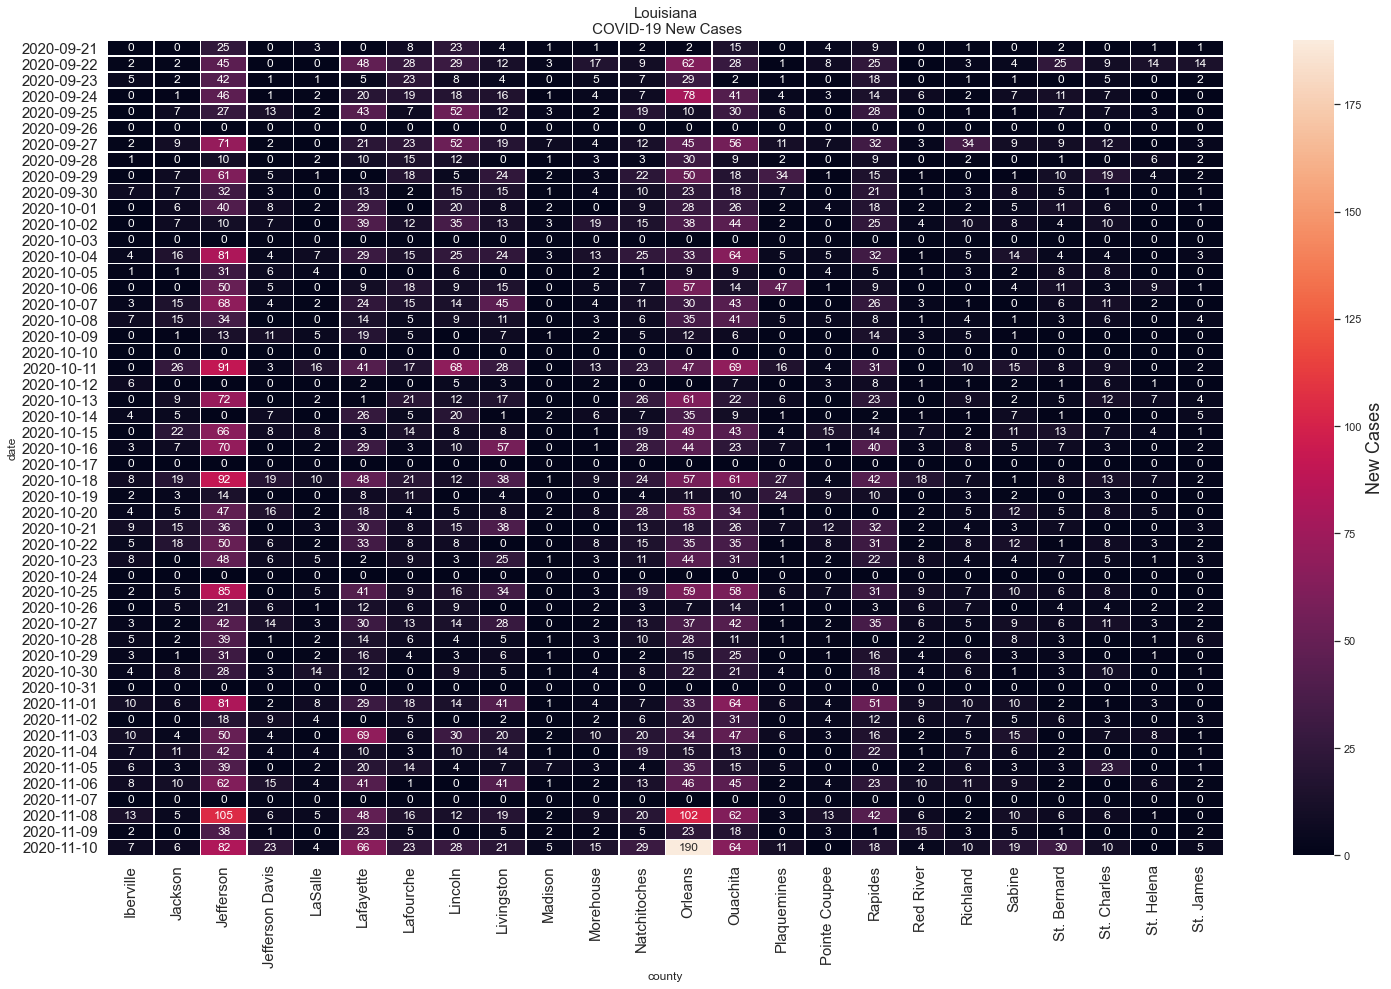 Louisiana
COVID-19 New Cases
2020-09-21 0 0 25 0 3 0 8 23 4 1 1 2 2 15 0 4 9 0 1 0 2 0 1 1
2020-09-22 2 2 45 0 0 48 28 29 12 3 17 9 62 28 1 8 25 0 3 4 25 9 14 14
2020-09-23 5 2 42 1 1 5 23 8 4 0 5 7 29 2 1 0 18 0 1 1 0 5 0 2
2020-09-24 0 1 46 1 2 20 19 18 16 1 4 7 78 41 4 3 14 6 2 7 11 7 0 0
2020-09-25 0 7 27 13 2 43 7 52 12 3 2 19 10 30 6 0 28 0 1 1 7 7 3 0
2020-09-26 0 0 0 0 0 0 0 0 0 0 0 0 0 0 0 0 0 0 0 0 0 0 0 0
2020-09-27 2 9 71 2 0 21 23 52 19 7 4 12 45 56 11 7 32 3 34 9 9 12 0 3
2020-09-28 1 0 10 0 2 10 15 12 0 1 3 3 30 9 2 0 9 0 2 0 1 0 6 2
2020-09-29 0 7 61 5 1 0 18 5 24 2 3 22 50 18 34 1 15 1 0 1 10 19 4 2
2020-09-30 7 7 32 3 0 13 2 15 15 1 4 10 23 18 7 0 21 1 3 8 5 1 0 1
2020-10-01 0 6 40 8 2 29 0 20 8 2 0 9 28 26 2 4 18 2 2 5 11 6 0 1
2020-10-02 0 7 10 7 0 39 12 35 13 3 19 15 38 44 2 0 25 4 10 8 4 10 0 0
2020-10-03 0 0 0 0 0 0 0 0 0 0 0 0 0 0 0 0 0 0 0 0 0 0 0 0
2020-10-04 4 16 81 4 7 29 15 25 24 3 13 25 33 64 5 5 32 1 5 14 4 4 0 3
2020-10-05 1 1 31 6 4 0 0 6 0 0 2 1 9 9 0 4 5 1 3 2 8 8 0 0
2020-10-06 0 0 50 5 0 9 18 9 15 0 5 7 57 14 47 1 9 0 0 4 11 3 9 1
2020-10-07 3 15 68 4 2 24 15 14 45 0 4 11 30 43 0 0 26 3 1 0 6 11 2 0
2020-10-08 7 15 34 0 0 14 5 9 11 0 3 6 35 41 5 5 8 1 4 1 3 6 0 4
2020-10-09 0 1 13 11 5 19 5 0 7 1 2 5 12 6 0 0 14 3 5 1 0 0 0 0
2020-10-10 0 0 0 0 0 0 0 0 0 0 0 0 0 0 0 0 0 0 0 0 0 0 0 0
2020-10-11 0 26 91 3 16 41 17 68 28 0 13 23 47 69 16 4 31 0 10 15 8 9 0 2
2020-10-12 6 0 0 0 0 2 0 5 3 0 2 0 0 7 0 3 8 1 1 2 1 6 1 0
2020-10-13 0 9 72 0 2 1 21 12 17 0 0 26 61 22 6 0 23 0 9 2 5 12 7 4
2020-10-14 4 5 0 7 0 26 5 20 1 2 6 7 35 9 1 0 2 1 1 7 1 0 0 5
2020-10-15 0 22 66 8 8 3 14 8 8 0 1 19 49 43 4 15 14 7 2 11 13 7 4 1
2020-10-16 3 7 70 0 2 29 3 10 57 0 1 28 44 23 7 1 40 3 8 5 7 3 0 2
2020-10-17 0 0 0 0 0 0 0 0 0 0 0 0 0 0 0 0 0 0 0 0 0 0 0 0
2020-10-18 8 19 92 19 10 48 21 12 38 1 9 24 57 61 27 4 42 18 7 1 8 13 7 2
2020-10-19 2 3 14 0 0 8 11 0 4 0 0 4 11 10 24 9 10 0 3 2 0 3 0 0
2020-10-20 4 5 47 16 2 18 4 5 8 2 8 28 53 34 1 0 0 2 5 12 5 8 5 0
2020-10-21 9 15 36 0 3 30 8 15 38 0 0 13 18 26 7 12 32 2 4 3 7 0 0 3
2020-10-22 5 18 50 6 2 33 8 8 0 0 8 15 35 35 1 8 31 2 8 12 1 8 3 2
2020-10-23 8 0 48 6 5 2 9 3 25 1 3 11 44 31 1 2 22 8 4 4 7 5 1 3
2020-10-24 0 0 0 0 0 0 0 0 0 0 0 0 0 0 0 0 0 0 0 0 0 0 0 0
2020-10-25 2 5 85 0 5 41 9 16 34 0 3 19 59 58 6 7 31 9 7 10 6 8 0 0
2020-10-26 0 5 21 6 1 12 6 9 0 0 2 3 7 14 1 0 3 6 7 0 4 4 2 2
2020-10-27 3 2 42 14 3 30 13 14 28 0 2 13 37 42 1 2 35 6 5 9 6 11 3 2
2020-10-28 5 2 39 1 2 14 6 4 5 1 3 10 28 11 1 1 0 2 0 8 3 0 1 6
2020-10-29 3 1 31 0 2 16 4 3 6 1 0 2 15 25 0 1 16 4 6 3 3 0 1 0
2020-10-30 4 8 28 3 14 12 0 9 5 1 4 8 22 21 4 0 18 4 6 1 3 10 0 1
2020-10-31 0 0 0 0 0 0 0 0 0 0 0 0 0 0 0 0 0 0 0 0 0 0 0 0
2020-11-01 10 6 81 2 8 29 18 14 41 1 4 7 33 64 6 4 51 9 10 10 2 1 3 0
2020-11-02 0 0 18 9 4 0 5 0 2 0 2 6 20 31 0 4 12 6 7 5 6 3 0 3
2020-11-03 10 4 50 4 0 69 6 30 20 2 10 20 34 47 6 3 16 2 5 15 0 7 8 1
2020-11-04 7 11 42 4 4 10 3 10 14 1 0 19 15 13 0 0 22 1 7 6 2 0 0 1
2020-11-05 6 3 39 0 2 20 14 4 7 7 3 4 35 15 5 0 0 2 6 3 3 23 0 1
2020-11-06 8 10 62 15 4 41 1 0 41 1 2 13 46 45 2 4 23 10 11 9 2 0 6 2
2020-11-07 0 0 0 0 0 0 0 0 0 0 0 0 0 0 0 0 0 0 0 0 0 0 0 0
2020-11-08 13 5 105 6 5 48 16 12 19 2 9 20 102 62 3 13 42 6 2 10 6 6 1 0
2020-11-09 2 0 38 1 0 23 5 0 5 2 2 5 23 18 0 3 1 15 3 5 1 0 0 2
2020-11-10 7 6 82 23 4 66 23 28 21 5 15 29 190 64 11 0 18 4 10 19 30 10 0 5
date
Iberville Jackson Jefferson Jefferson Davis LaSalle Lafayette Lafourche Lincoln Livingston Madison Morehouse Natchitoches Orleans Ouachita Plaquemines Pointe Coupee Rapides Red River Richland Sabine St. Bernard St. Charles St. Helena St. James
county
175
150
125
100
75
50
25
0
New Cases